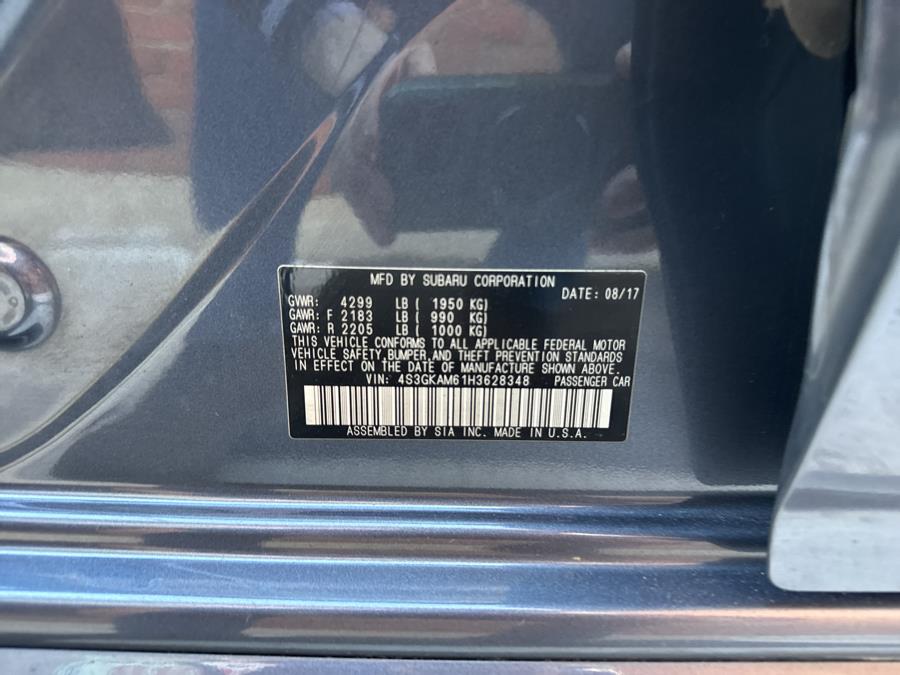 MFD BY SUBARU CORPORATION
DATE: 08/17
GVWR: 4299 LB ( 1950 KG)
GAWR: F 2183 LB ( 990 KG)
GAWR: R 2205 LB ( 1000 KG)
THIS VEHICLE CONFORMS TO ALL APPLICABLE FEDERAL MOTOR
VEHICLE SAFETY, BUMPER, AND THEFT PREVENTION STANDARDS
IN EFFECT ON THE DATE OF MANUFACTURE SHOWN ABOVE.
VIN: 4S3GKAM61H3628348 PASSENGER CAR
ASSEMBLED BY SIA INC. MADE IN U.S.A.